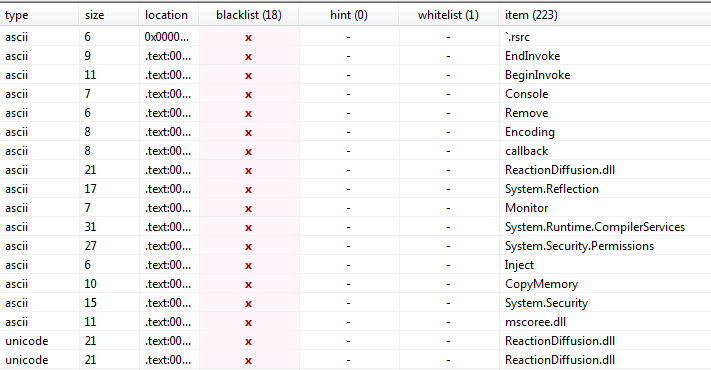 type size location blacklist (18) hint (0) whitelist (1) item (223)
ascii 6 0x0000... x - - `.rsrc
ascii 9 .text:00... x - - EndInvoke
ascii 11 .text:00... x - - BeginInvoke
ascii 7 .text:00... x - - Console
ascii 6 .text:00... x - - Remove
ascii 8 .text:00... x - - Encoding
ascii 8 .text:00... x - - callback
ascii 21 .text:00... x - - ReactionDiffusion.dll
ascii 17 .text:00... x - - System.Reflection
ascii 7 .text:00... x - - Monitor
ascii 31 .text:00... x - - System.Runtime.CompilerServices
ascii 27 .text:00... x - - System.Security.Permissions
ascii 6 .text:00... x - - Inject
ascii 10 .text:00... x - - CopyMemory
ascii 15 .text:00... x - - System.Security
ascii 11 .text:00... x - - mscoree.dll
unicode 21 .text:00... x - - ReactionDiffusion.dll
unicode 21 .text:00... x - - ReactionDiffusion.dll